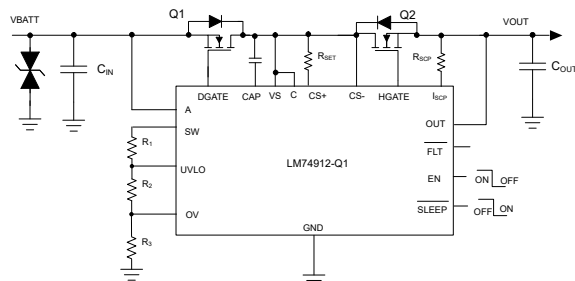 Q1
Q2
VBATT
VOUT
CIN
RSET
RSCP
COUT
DGATE
CAP
VS
C
CS+
CS-
HGATE
ISCP
A
SW
OUT
R1
FLT
UVLO
LM74912-Q1
R2
EN
ON
OFF
OV
SLEEP
OFF
ON
GND
R3